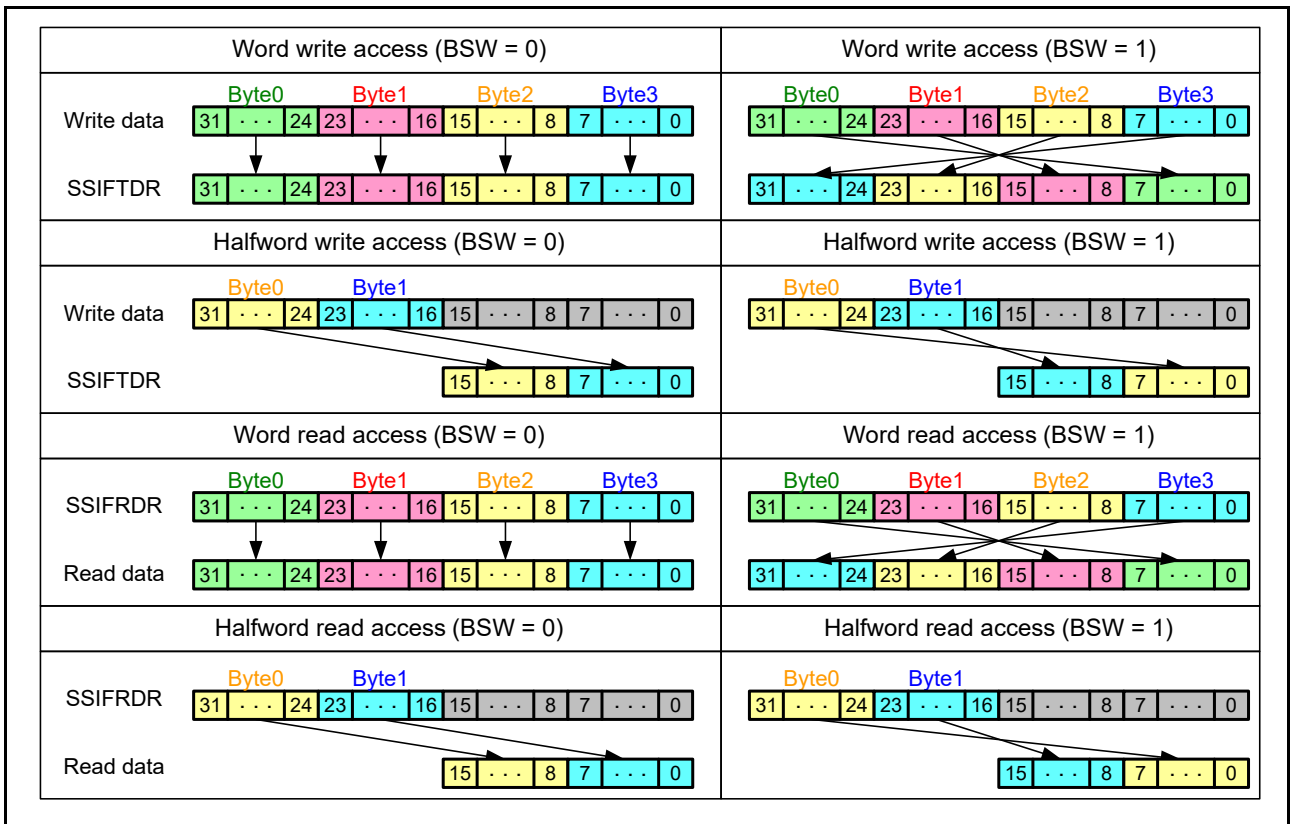 Word write access (BSW = 0) Word write access (BSW = 1)
Byte0 Byte1 Byte2 Byte3 Byte0 Byte1 Byte2 Byte3
Write data 31 · · · 24 23 · · · 16 15 · · · 8 7 · · · 0 31 · · · 24 23 · · · 16 15 · · · 8 7 · · · 0
SSIFTDR 31 · · · 24 23 · · · 16 15 · · · 8 7 · · · 0 31 · · · 24 23 · · · 16 15 · · · 8 7 · · · 0
Halfword write access (BSW = 0) Halfword write access (BSW = 1)
Byte0 Byte1 Byte0 Byte1
Write data 31 · · · 24 23 · · · 16 15 · · · 8 7 · · · 0 31 · · · 24 23 · · · 16 15 · · · 8 7 · · · 0
SSIFTDR 15 · · · 8 7 · · · 0 15 · · · 8 7 · · · 0
Word read access (BSW = 0) Word read access (BSW = 1)
Byte0 Byte1 Byte2 Byte3 Byte0 Byte1 Byte2 Byte3
SSIFRDR 31 · · · 24 23 · · · 16 15 · · · 8 7 · · · 0 31 · · · 24 23 · · · 16 15 · · · 8 7 · · · 0
Read data 31 · · · 24 23 · · · 16 15 · · · 8 7 · · · 0 31 · · · 24 23 · · · 16 15 · · · 8 7 · · · 0
Halfword read access (BSW = 0) Halfword read access (BSW = 1)
Byte0 Byte1 Byte0 Byte1
SSIFRDR 31 · · · 24 23 · · · 16 15 · · · 8 7 · · · 0 31 · · · 24 23 · · · 16 15 · · · 8 7 · · · 0
Read data 15 · · · 8 7 · · · 0 15 · · · 8 7 · · · 0